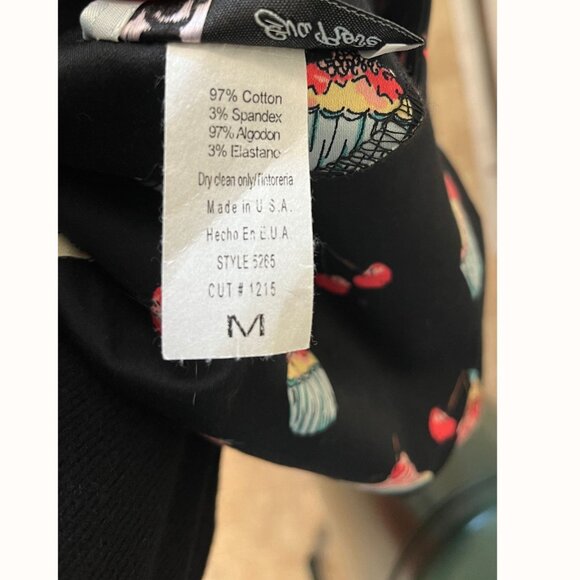 97% Cotton
3% Spandex
97% Algodon
3% Elastano
Dry clean only/Tintoreria
Made in U.S.A.
Hecho En E.U.A.
STYLE 5265
CUT # 1215
M